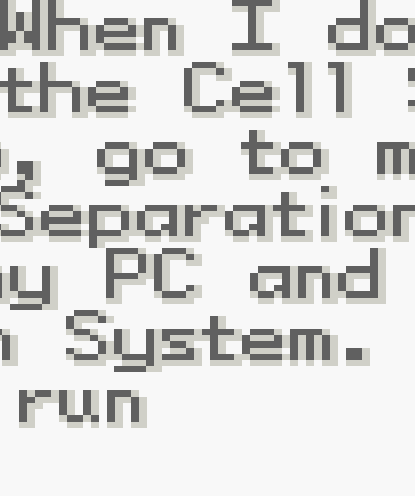 When I do
the Cell
, go to m
Separation
y PC and
System.
run